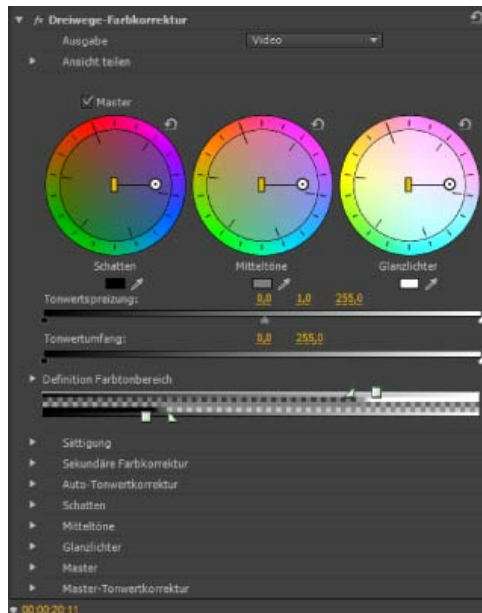 fx Dreiwege-Farbkorrektur
Ausgabe Video
Ansicht teilen
Master
Schatten Mitteltöne Glanzlichter
Tonwertspreizung: 0,0 1,0 255,0
Tonwertumfang: 0,0 255,0
Definition Farbtonbereich
Sättigung
Sekundäre Farbkorrektur
Auto-Tonwertkorrektur
Schatten
Mitteltöne
Glanzlichter
Master
Master-Tonwertkorrektur
00:00:20:11